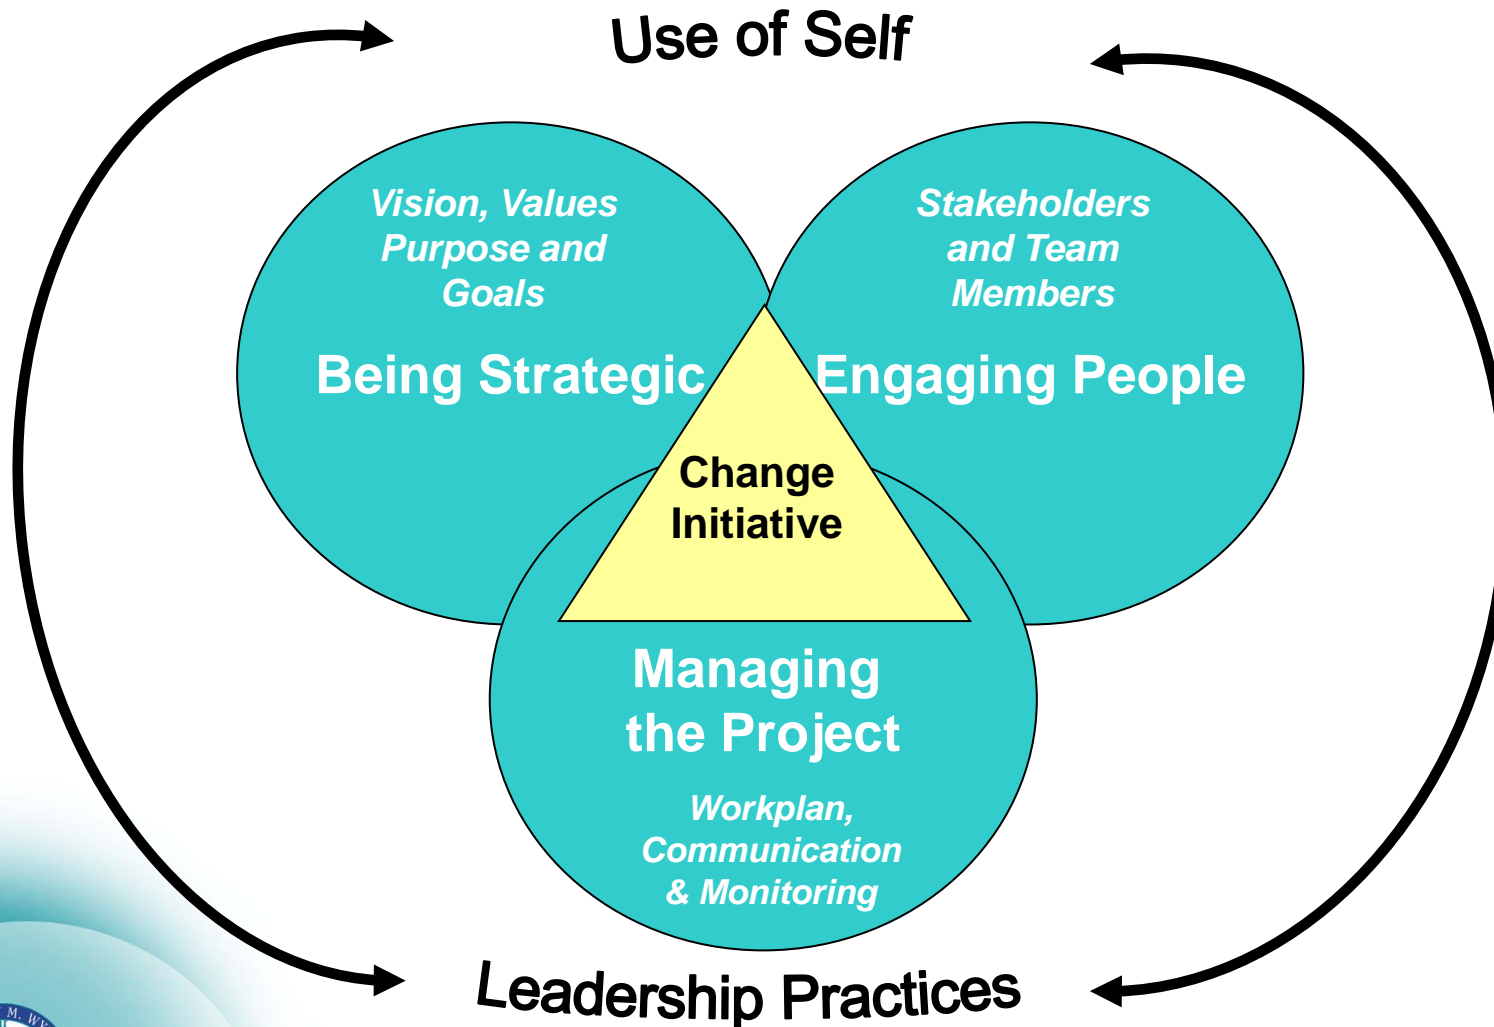 Use of Self
Vision, Values
Purpose and
Goals
Being Strategic
Stakeholders
and Team
Members
Engaging People
Change
Initiative
Managing
the Project
Workplan,
Communication
& Monitoring
Leadership Practices
M.